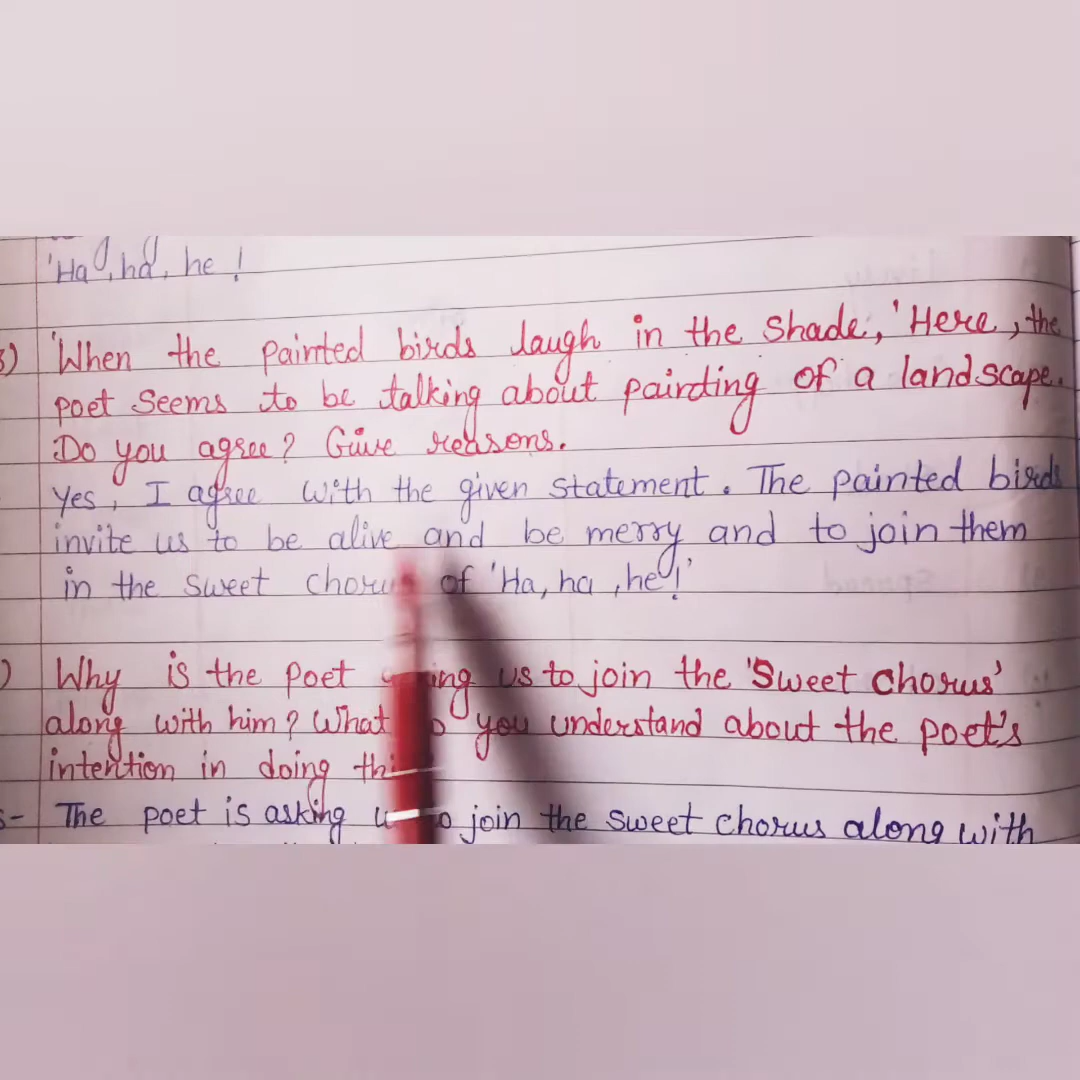 'Ha, ha, he!
3) 'When the painted birds laugh in the shade,' Here, the
poet seems to be talking about painting of a landscape.
Do you agree? Give reasons.
Yes, I agree with the given statement. The painted birds
invite us to be alive and be merry and to join them
in the sweet chorus of 'Ha, ha, he!'
) Why is the poet us to join the 'Sweet Chorus'
along with him? What you understand about the poet's
intention in doing
s- The poet is asking to join the sweet chorus along with